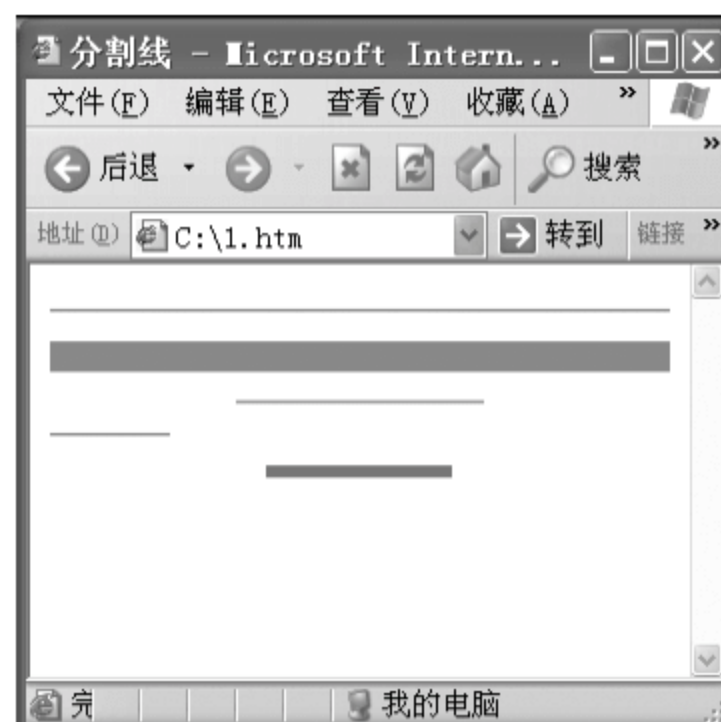 分割线 - Microsoft Intern...
文件(F) 编辑(E) 查看(V) 收藏(A) »
后退 搜索 »
地址(D) C:\1.htm 转到 链接 »
完 我的电脑